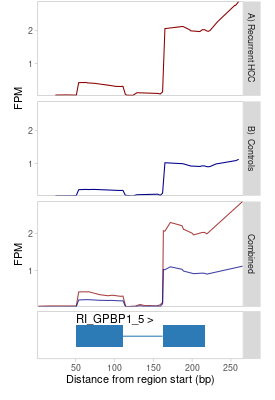 2
1
A) Recurrent HCC
FPM
2
1
B)  Controls
2
1
FPM
Combined
RI_GPBP1_5 >
50
100
150
200
250
Distance from region start (bp)